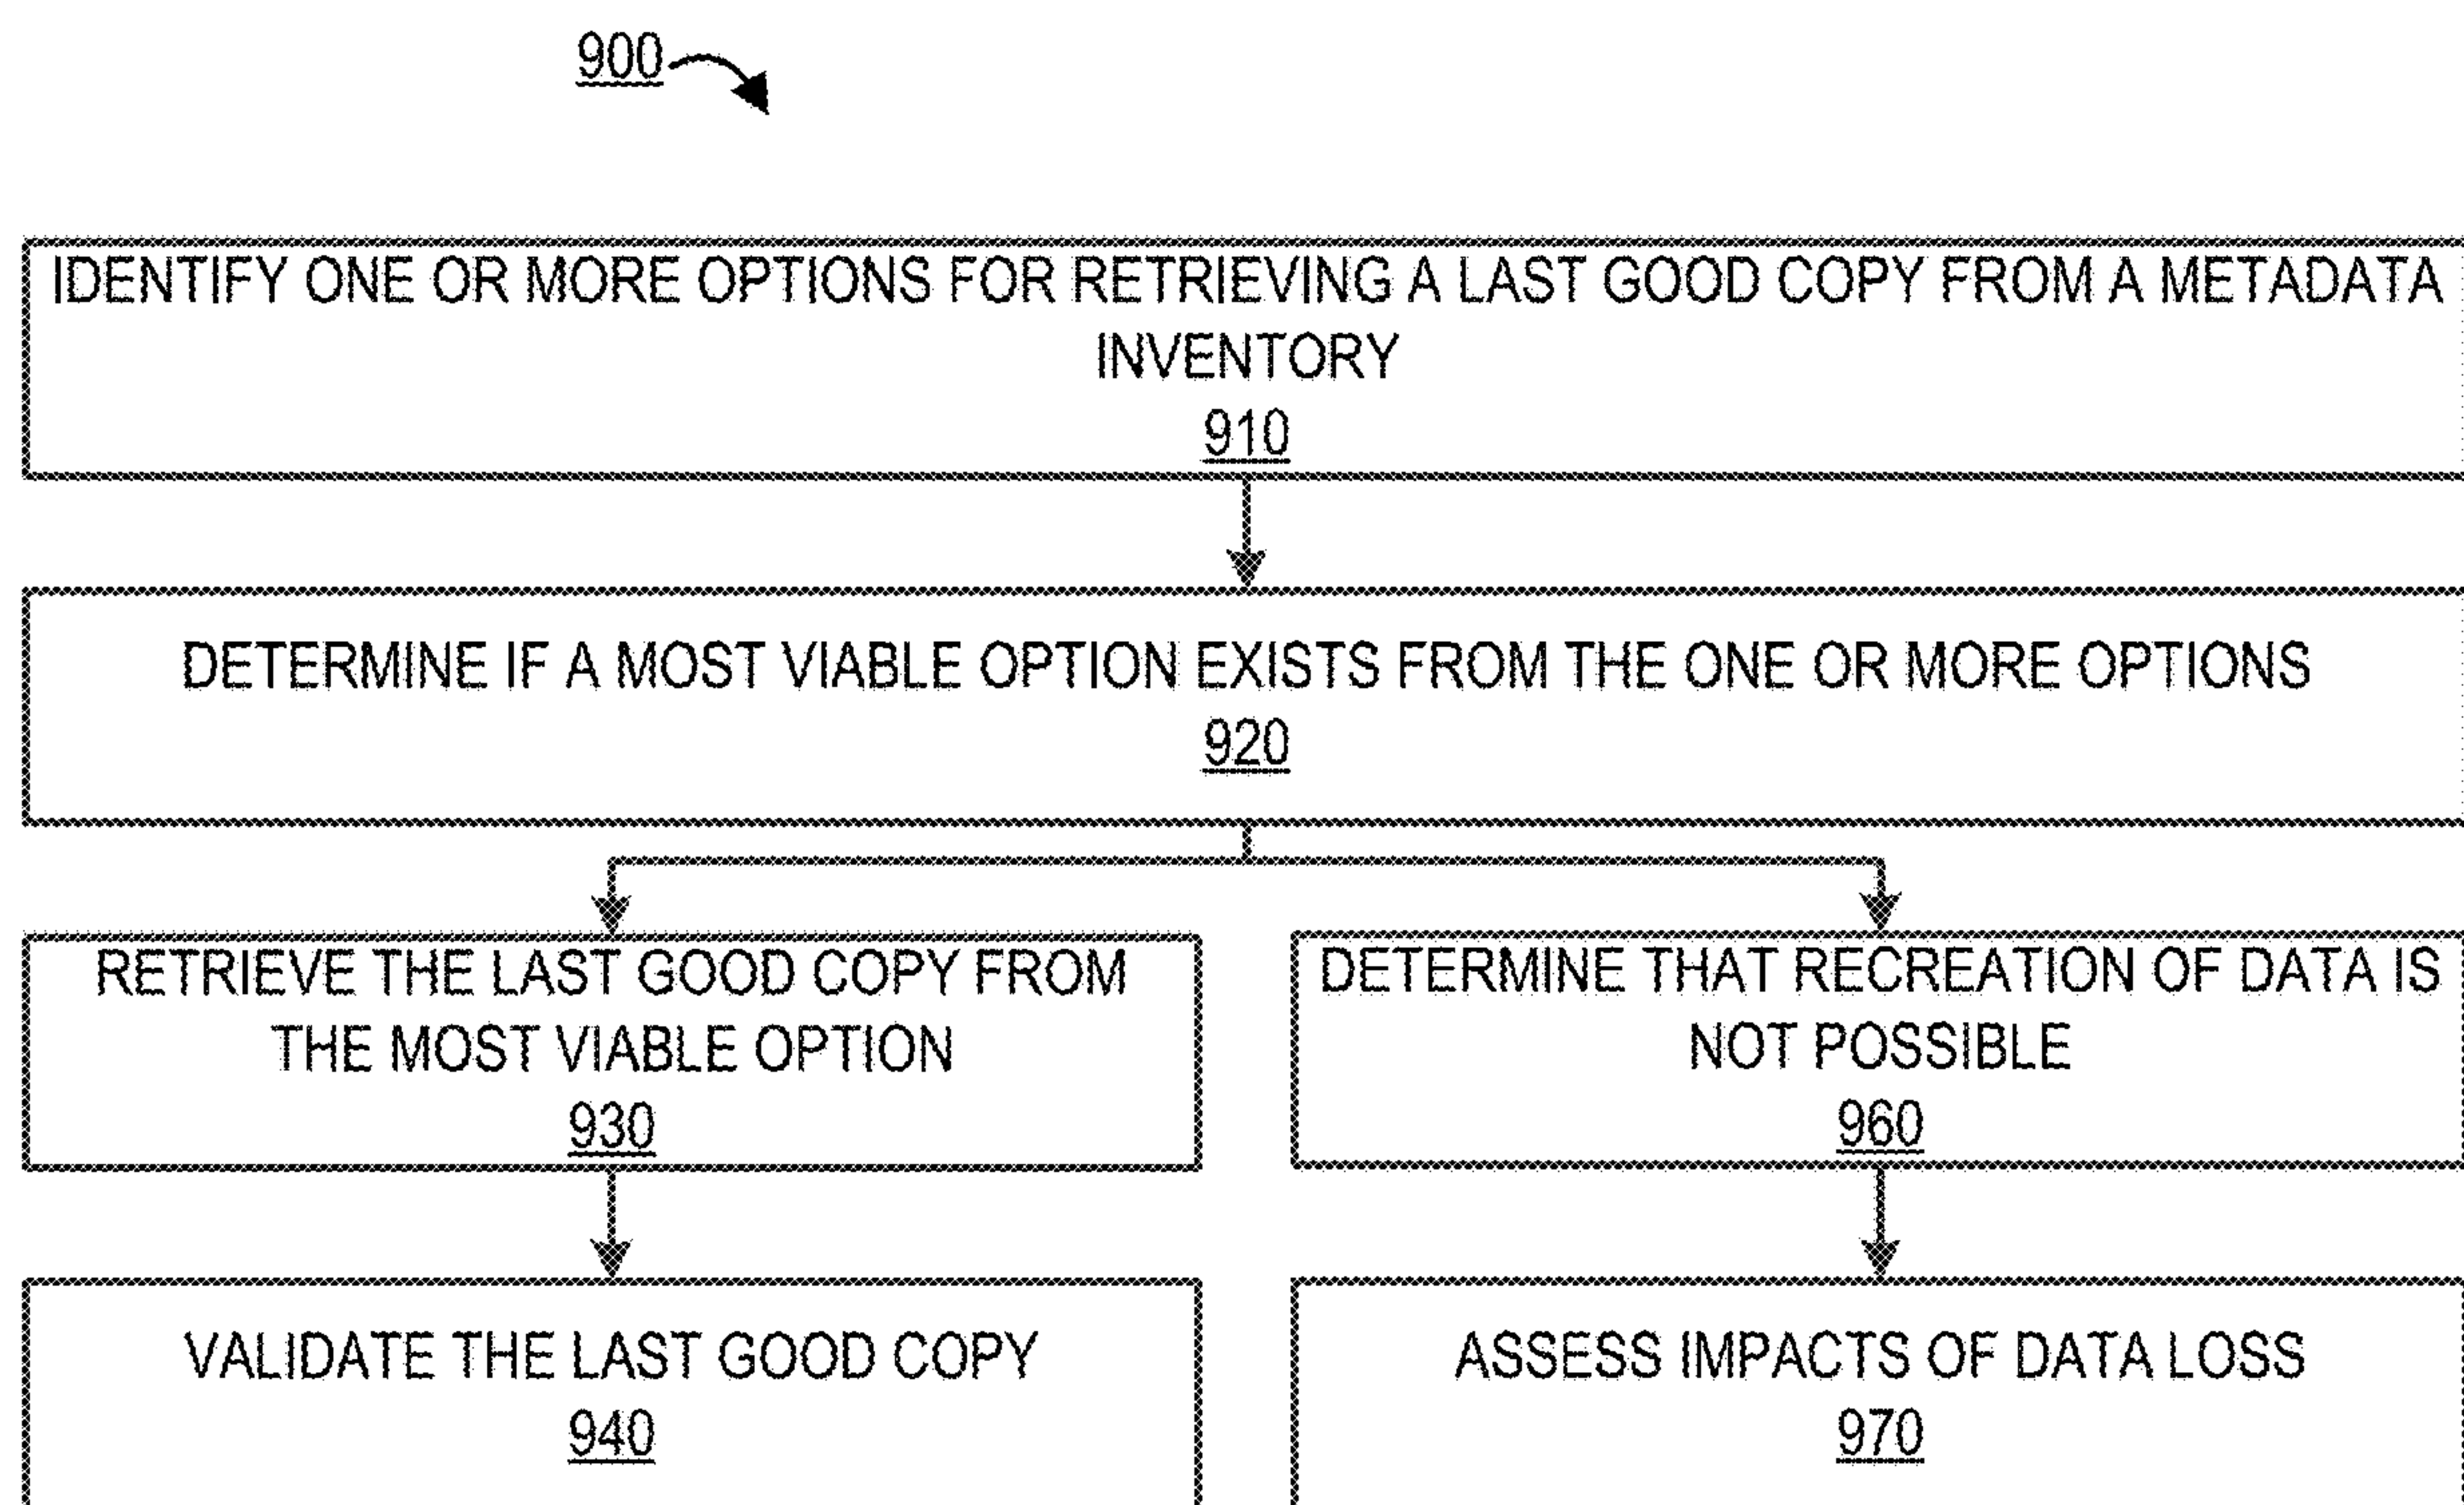 900
IDENTIFY ONE OR MORE OPTIONS FOR RETRIEVING A LAST GOOD COPY FROM A METADATA
INVENTORY
910
DETERMINE IF A MOST VIABLE OPTION EXISTS FROM THE ONE OR MORE OPTIONS
920
RETRIEVE THE LAST GOOD COPY FROM
THE MOST VIABLE OPTION
930
DETERMINE THAT RECREATION OF DATA IS
NOT POSSIBLE
960
VALIDATE THE LAST GOOD COPY
940
ASSESS IMPACTS OF DATA LOSS
970